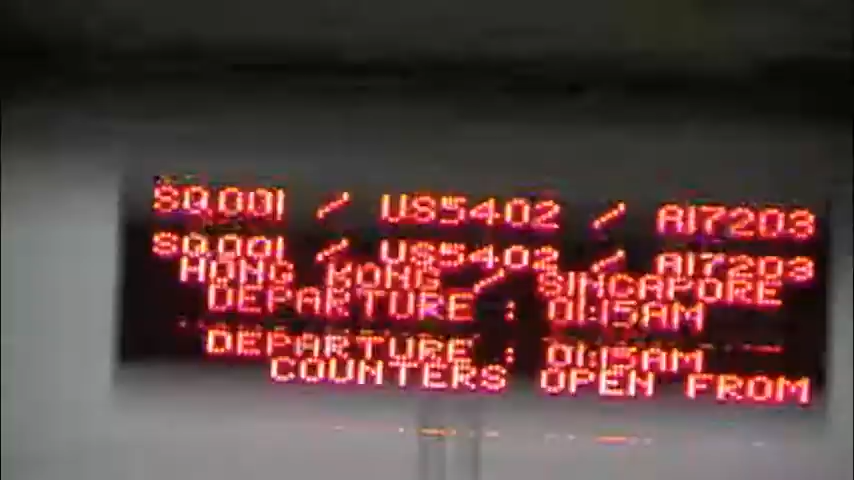 SQ001 / US5402 / AI7203
SQ001 / US5402 / AI7203
HONG KONG / SINGAPORE
DEPARTURE : 01:15AM
DEPARTURE : 01:15AM
COUNTERS OPEN FROM